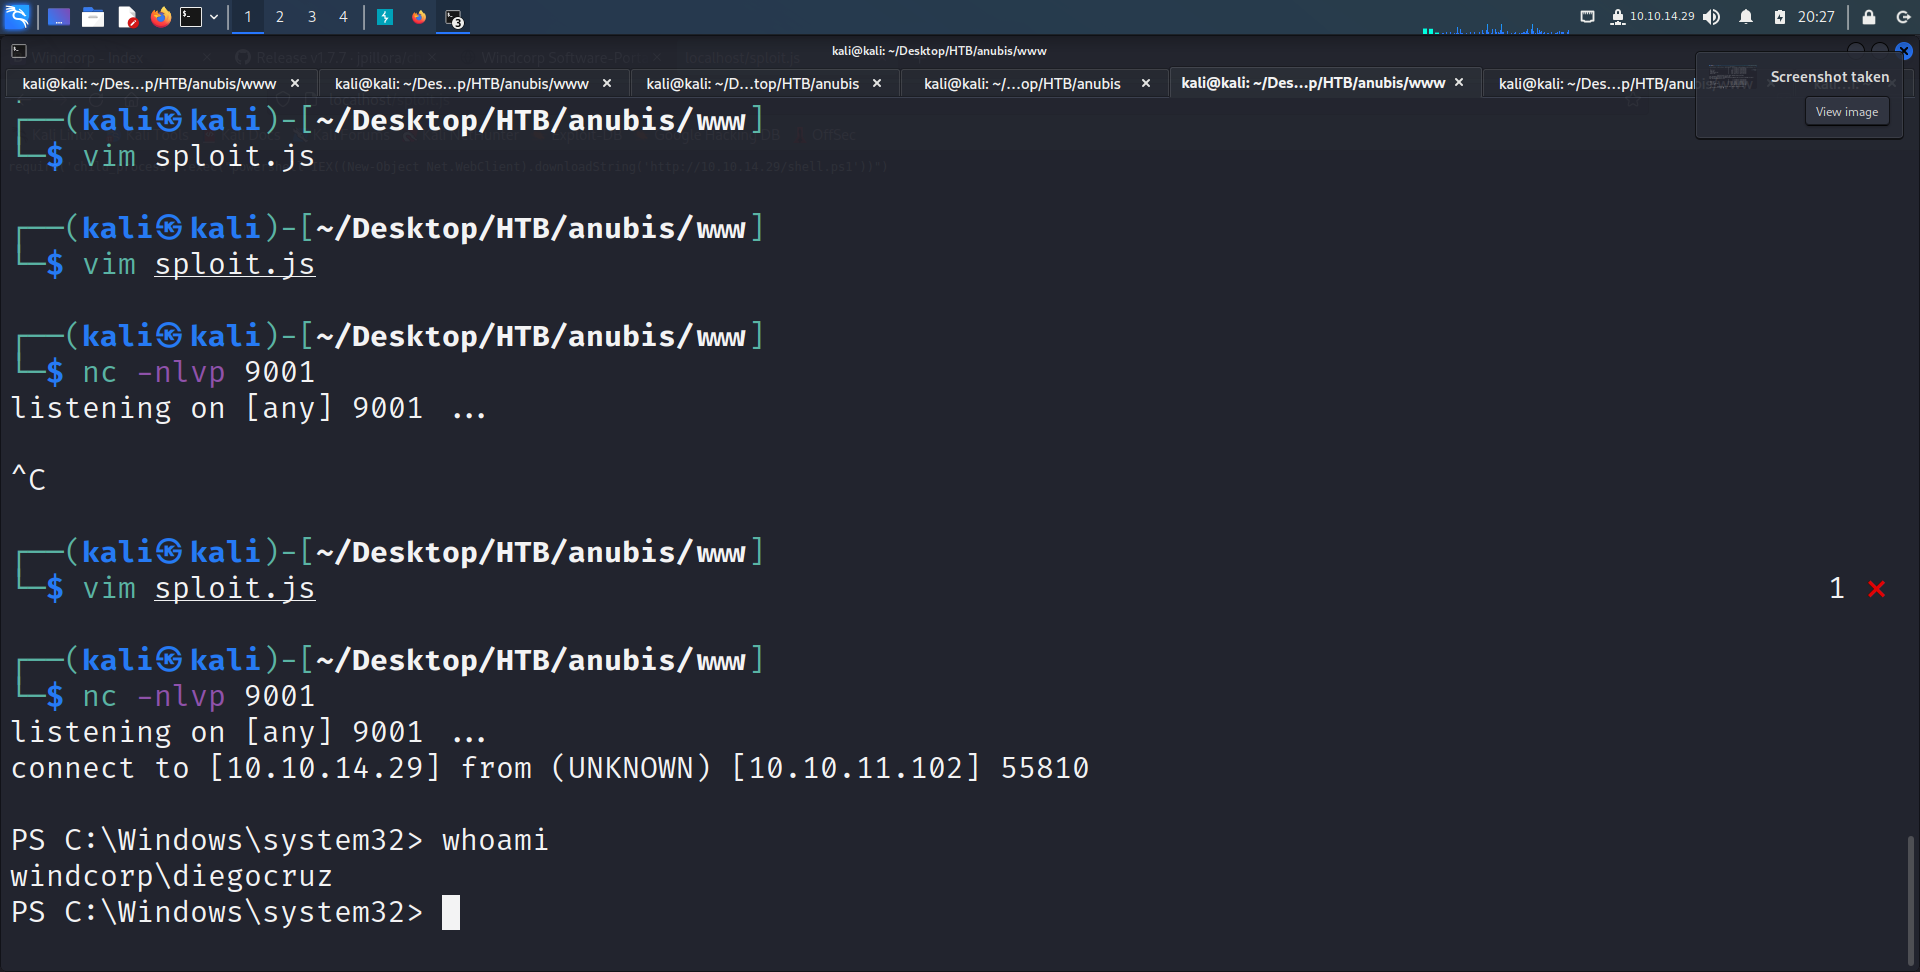 1 2 3 4 3 10.10.14.29 20:27
kali@kali: ~/Desktop/HTB/anubis/www
kali@kali: ~/Des...p/HTB/anubis/www kali@kali: ~/Des...p/HTB/anubis/www kali@kali: ~/D...top/HTB/anubis kali@kali: ~/...op/HTB/anubis kali@kali: ~/Des...p/HTB/anubis/www kali@kali: ~/Des...p/HTB/anubis/www
Screenshot taken
View image
┌──(kali㉿kali)-[~/Desktop/HTB/anubis/www]
└─$ vim sploit.js
┌──(kali㉿kali)-[~/Desktop/HTB/anubis/www]
└─$ vim sploit.js
┌──(kali㉿kali)-[~/Desktop/HTB/anubis/www]
└─$ nc -nlvp 9001
listening on [any] 9001 ...
^C
┌──(kali㉿kali)-[~/Desktop/HTB/anubis/www]
└─$ vim sploit.js 1 ⨯
┌──(kali㉿kali)-[~/Desktop/HTB/anubis/www]
└─$ nc -nlvp 9001
listening on [any] 9001 ...
connect to [10.10.14.29] from (UNKNOWN) [10.10.11.102] 55810
PS C:\Windows\system32> whoami
windcorp\diegocruz
PS C:\Windows\system32>